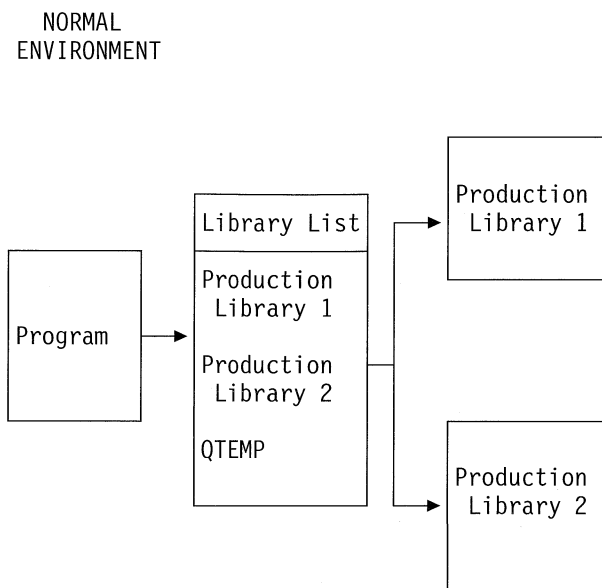 NORMAL
ENVIRONMENT
Program
Library List
Production
Library 1
Production
Library 2
QTEMP
Production
Library 1
Production
Library 2